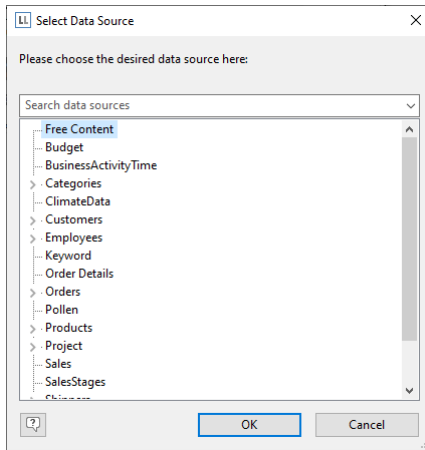 LL Select Data Source
Please choose the desired data source here:
Search data sources
Free Content
Budget
BusinessActivityTime
Categories
ClimateData
Customers
Employees
Keyword
Order Details
Orders
Pollen
Products
Project
Sales
SalesStages
Shippers
OK
Cancel